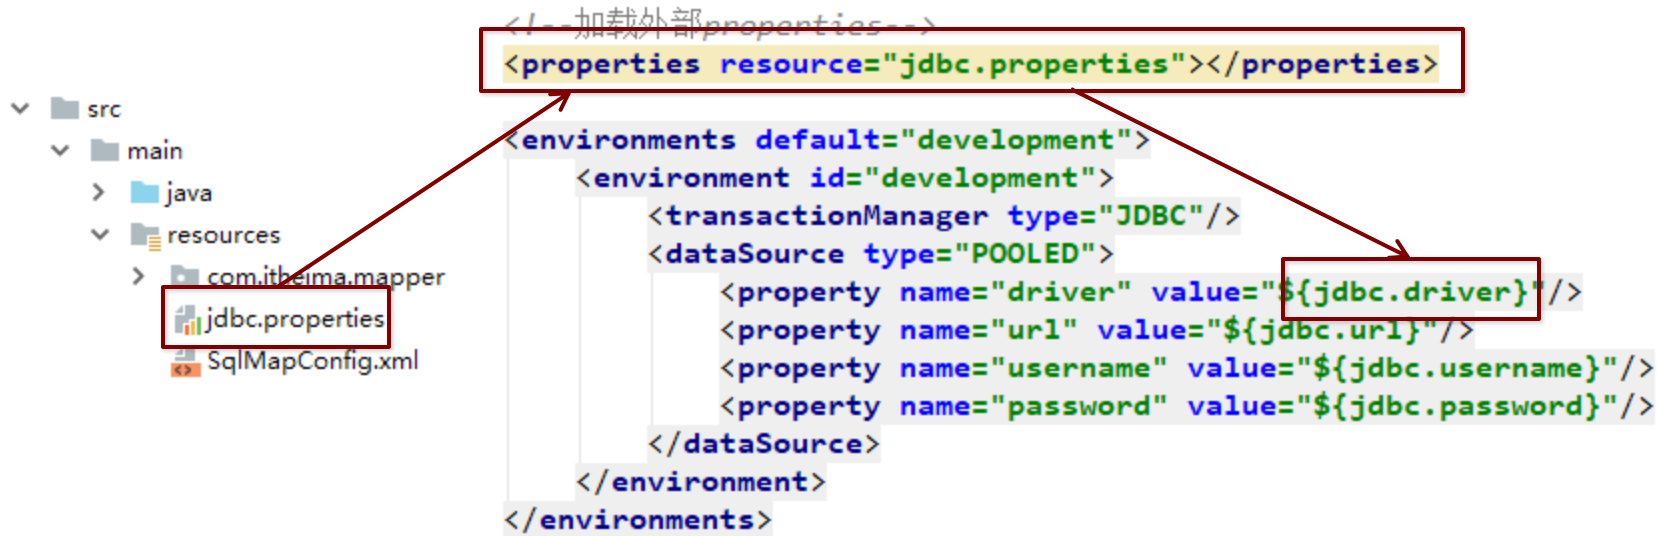 <!--加载外部properties-->
<properties resource="jdbc.properties"></properties>
src
main
java
resources
com.itheima.mapper
jdbc.properties
SqlMapConfig.xml
<environments default="development">
<environment id="development">
<transactionManager type="JDBC"/>
<dataSource type="POOLED">
<property name="driver" value="${jdbc.driver}"/>
<property name="url" value="${jdbc.url}"/>
<property name="username" value="${jdbc.username}"/>
<property name="password" value="${jdbc.password}"/>
</dataSource>
</environment>
</environments>